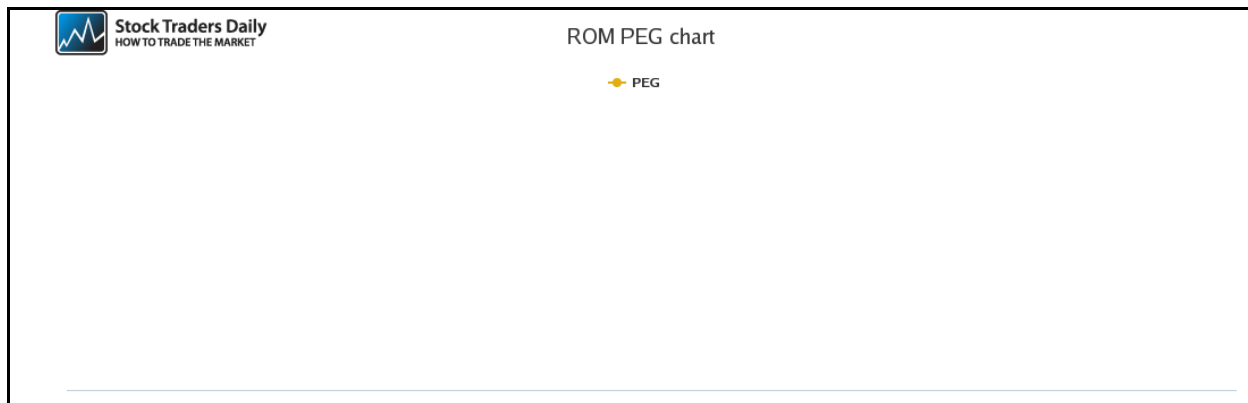 Stock Traders Daily
HOW TO TRADE THE MARKET
ROM PEG chart
PEG